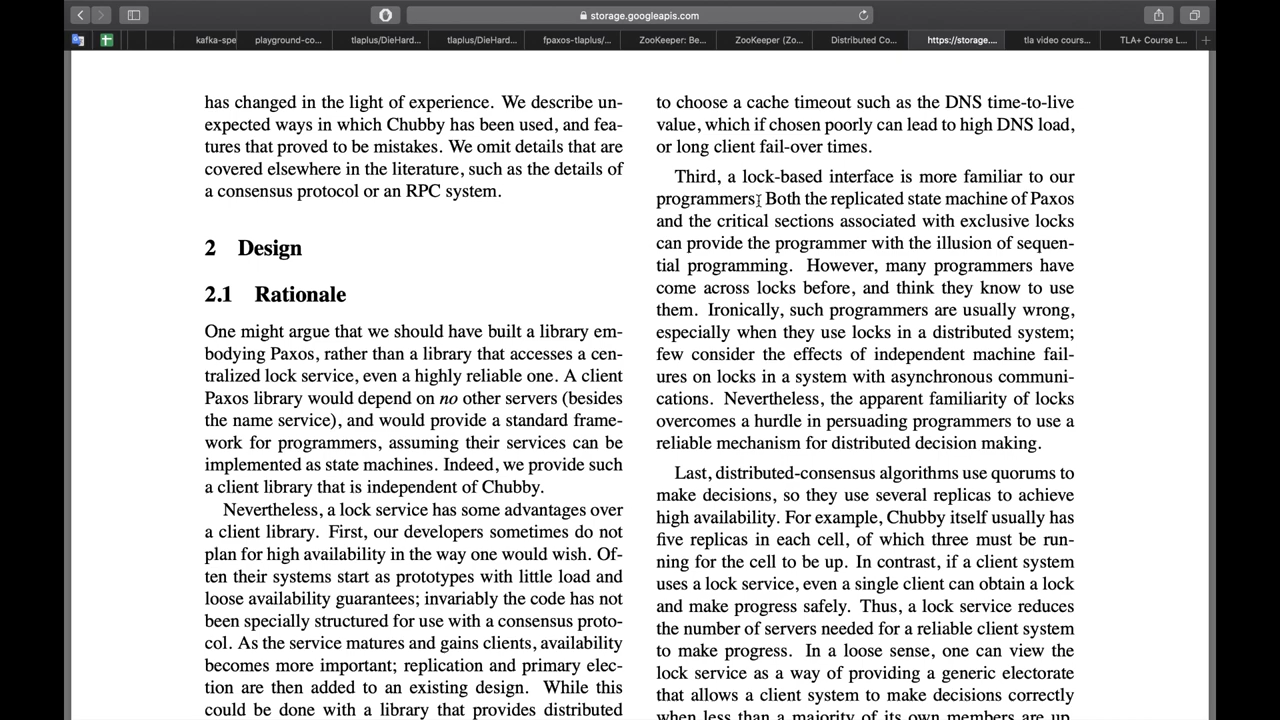 storage.googleapis.com
kafka-spe
playground-co...
tlaplus/DieHard...
tlaplus/DieHard...
fpaxos-tlaplus/...
ZooKeeper: Be...
ZooKeeper (Zo...
Distributed Co...
https://storage....
tla video cours...
TLA+ Course L...
has changed in the light of experience. We describe un-
expected ways in which Chubby has been used, and fea-
tures that proved to be mistakes. We omit details that are
covered elsewhere in the literature, such as the details of
a consensus protocol or an RPC system.
2 Design
2.1 Rationale
One might argue that we should have built a library em-
bodying Paxos, rather than a library that accesses a cen-
tralized lock service, even a highly reliable one. A client
Paxos library would depend on no other servers (besides
the name service), and would provide a standard frame-
work for programmers, assuming their services can be
implemented as state machines. Indeed, we provide such
a client library that is independent of Chubby.
Nevertheless, a lock service has some advantages over
a client library. First, our developers sometimes do not
plan for high availability in the way one would wish. Of-
ten their systems start as prototypes with little load and
loose availability guarantees; invariably the code has not
been specially structured for use with a consensus proto-
col. As the service matures and gains clients, availability
becomes more important; replication and primary elec-
tion are then added to an existing design. While this
could be done with a library that provides distributed
to choose a cache timeout such as the DNS time-to-live
value, which if chosen poorly can lead to high DNS load,
or long client fail-over times.
Third, a lock-based interface is more familiar to our
programmers. Both the replicated state machine of Paxos
and the critical sections associated with exclusive locks
can provide the programmer with the illusion of sequen-
tial programming. However, many programmers have
come across locks before, and think they know to use
them. Ironically, such programmers are usually wrong,
especially when they use locks in a distributed system;
few consider the effects of independent machine fail-
ures on locks in a system with asynchronous communi-
cations. Nevertheless, the apparent familiarity of locks
overcomes a hurdle in persuading programmers to use a
reliable mechanism for distributed decision making.
Last, distributed-consensus algorithms use quorums to
make decisions, so they use several replicas to achieve
high availability. For example, Chubby itself usually has
five replicas in each cell, of which three must be run-
ning for the cell to be up. In contrast, if a client system
uses a lock service, even a single client can obtain a lock
and make progress safely. Thus, a lock service reduces
the number of servers needed for a reliable client system
to make progress. In a loose sense, one can view the
lock service as a way of providing a generic electorate
that allows a client system to make decisions correctly
when less than a majority of its own members are up.